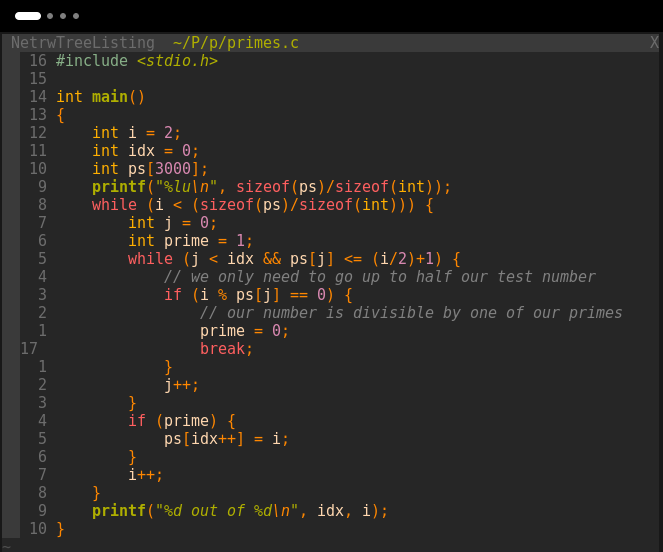 NetrwTreeListing  ~/P/p/primes.c X
16 #include <stdio.h>
15
14 int main()
13 {
12     int i = 2;
11     int idx = 0;
10     int ps[3000];
9     printf("%lu\n", sizeof(ps)/sizeof(int));
8     while (i < (sizeof(ps)/sizeof(int))) {
7         int j = 0;
6         int prime = 1;
5         while (j < idx && ps[j] <= (i/2)+1) {
4             // we only need to go up to half our test number
3             if (i % ps[j] == 0) {
2                 // our number is divisible by one of our primes
1                 prime = 0;
17                 break;
1             }
2             j++;
3         }
4         if (prime) {
5             ps[idx++] = i;
6         }
7         i++;
8     }
9     printf("%d out of %d\n", idx, i);
10 }
~